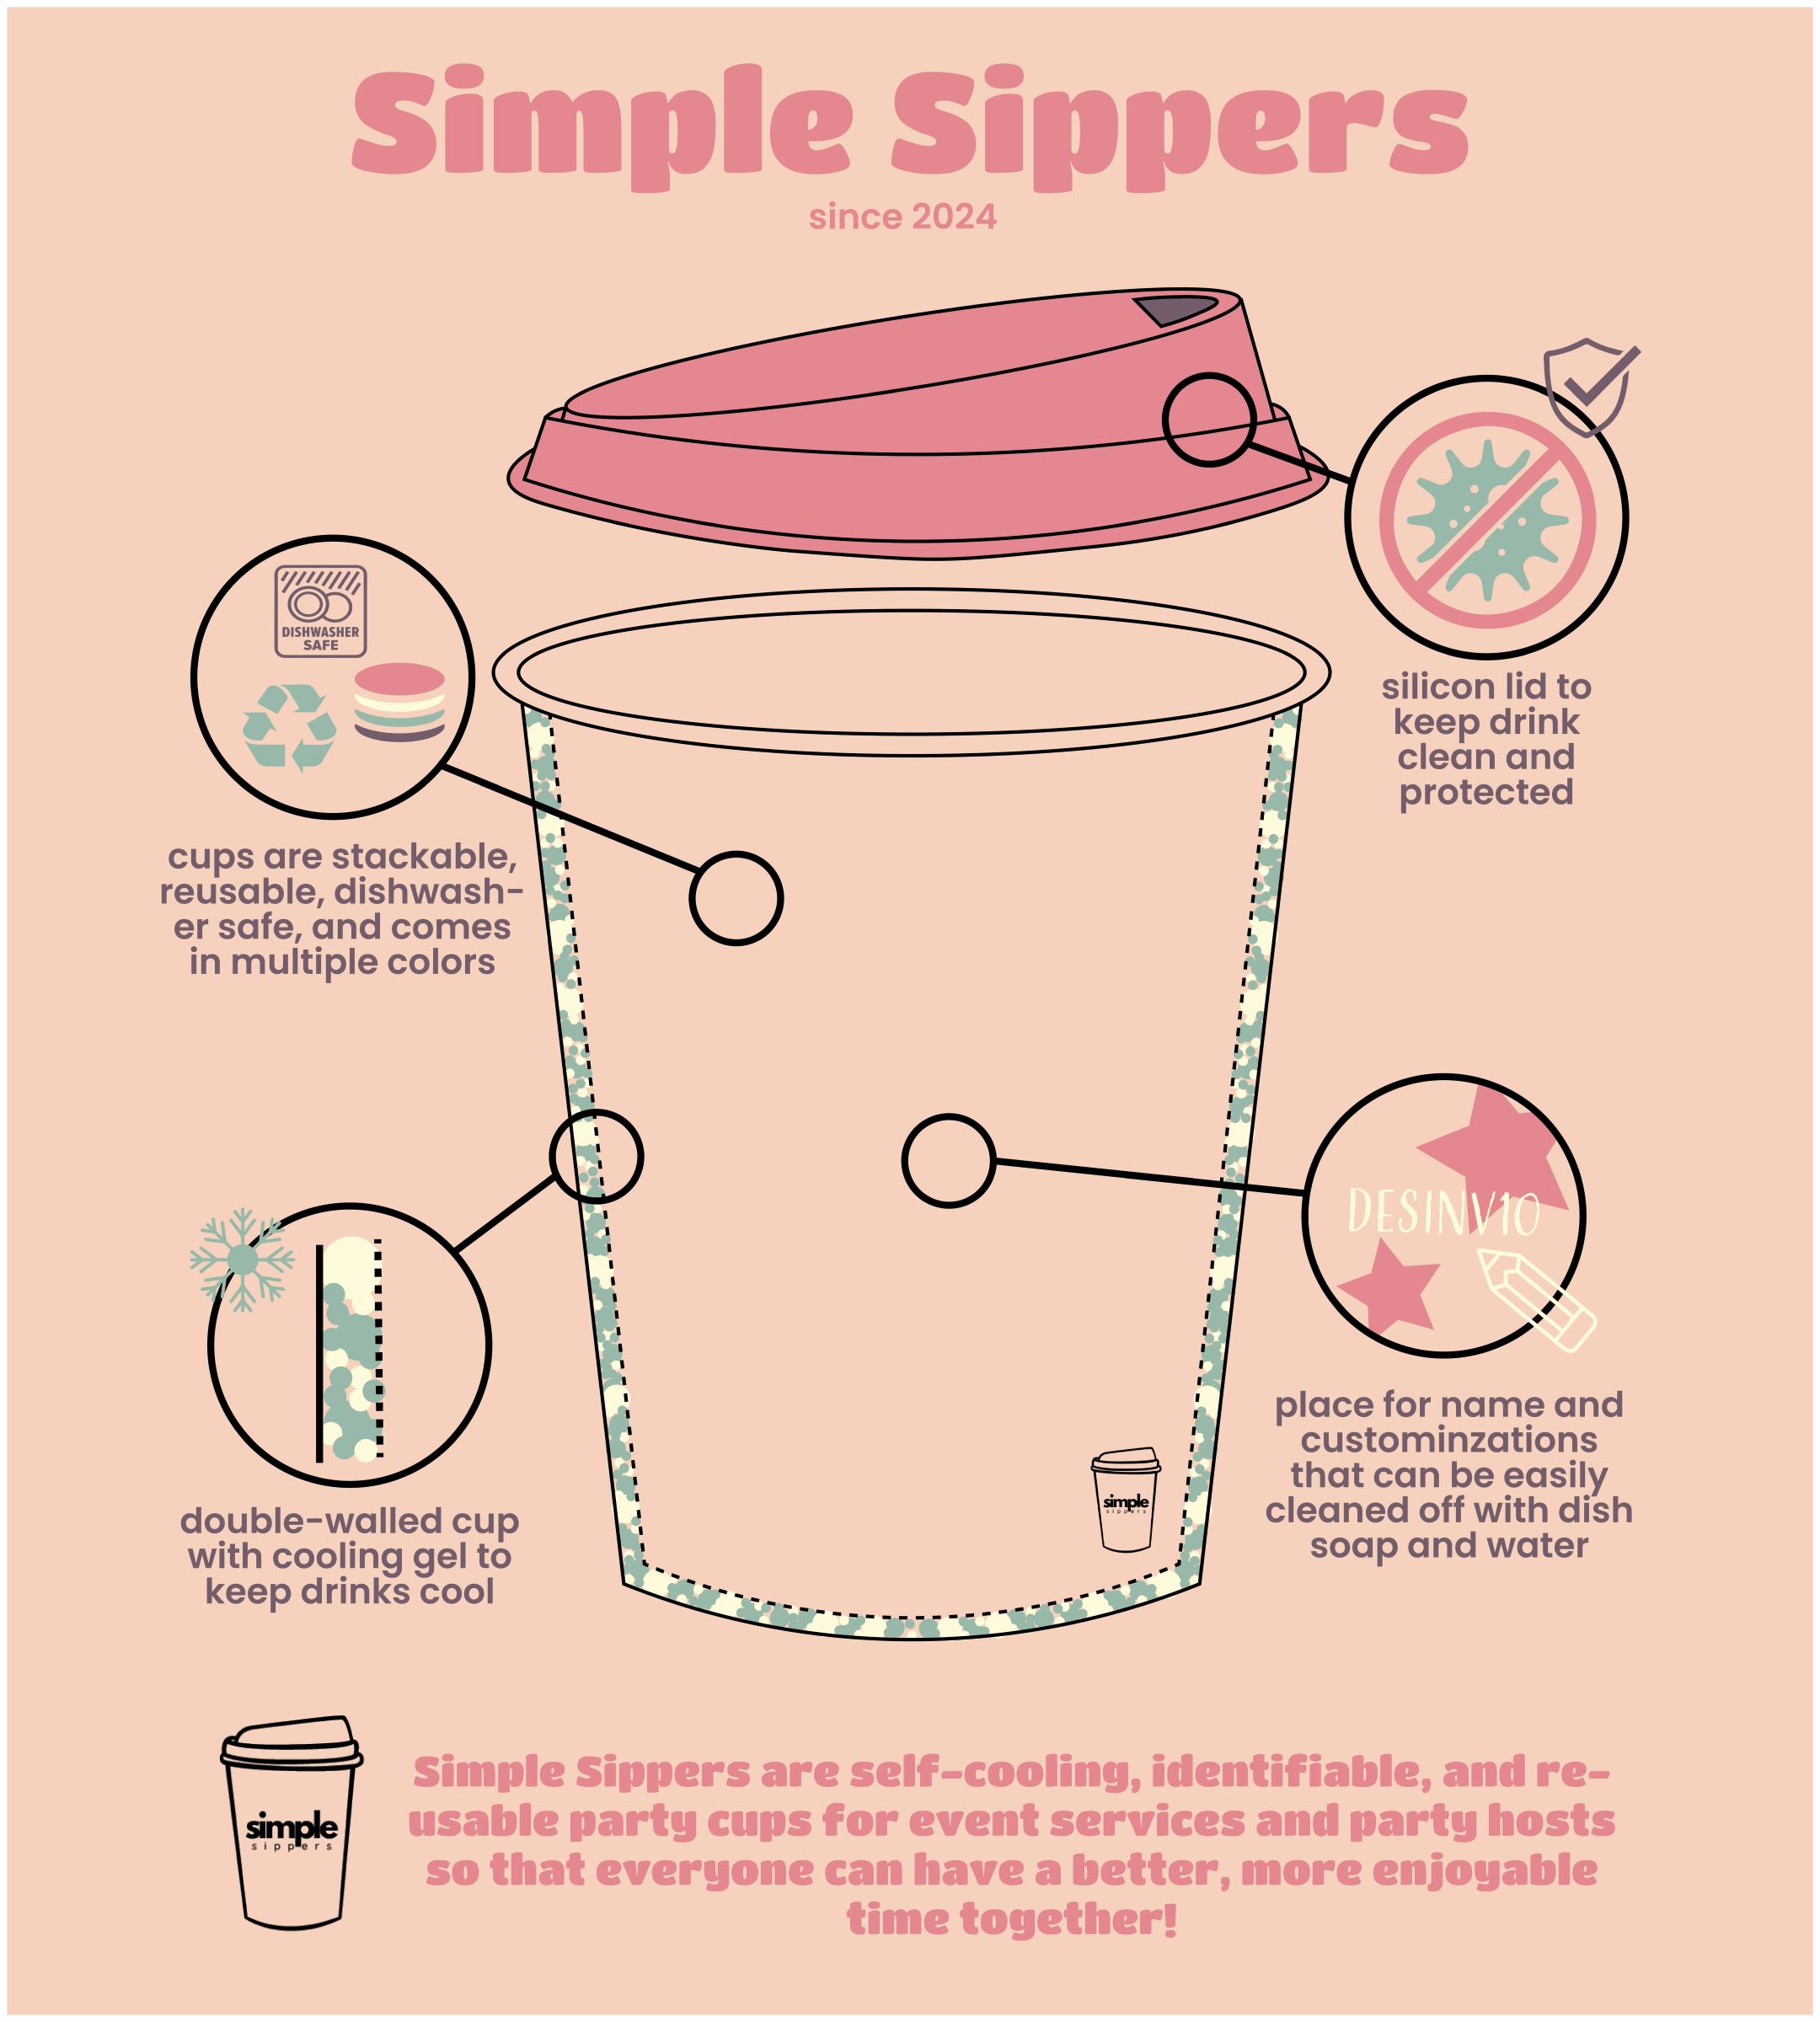 Simple Sippers
since 2024
DISHWASHER
SAFE
silicon lid to
keep drink
clean and
protected
cups are stackable,
reusable, dishwash-
er safe, and comes
in multiple colors
DESINV10
place for name and
custominzations
that can be easily
cleaned off with dish
soap and water
double-walled cup
with cooling gel to
keep drinks cool
simple
sippers
simple
sippers
Simple Sippers are self-cooling, identifiable, and re-
usable party cups for event services and party hosts
so that everyone can have a better, more enjoyable
time together!